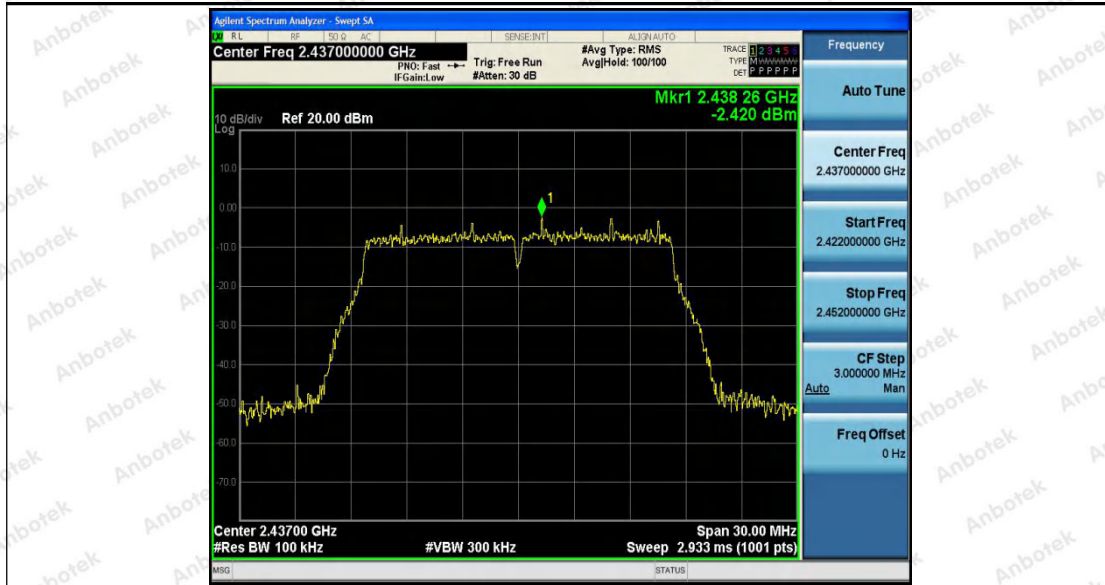 Agilent Spectrum Analyzer - Swept SA
RL RF 50 Ω AC SENSE:INT ALIGN AUTO
Center Freq 2.437000000 GHz
PNO: Fast
IFGain:Low
Trig: Free Run
#Atten: 30 dB
#Avg Type: RMS
Avg|Hold: 100/100
TRACE 1 2 3 4 5 6
TYPE M
DET P P P P P P
Mkr1 2.438 26 GHz
-2.420 dBm
10 dB/div Ref 20.00 dBm
Log
10.0
0.00
-10.0
-20.0
-30.0
-40.0
-50.0
-60.0
-70.0
1
Center 2.43700 GHz
Span 30.00 MHz
#Res BW 100 kHz
#VBW 300 kHz
Sweep 2.933 ms (1001 pts)
MSG
STATUS
Frequency
Auto Tune
Center Freq
2.437000000 GHz
Start Freq
2.422000000 GHz
Stop Freq
2.452000000 GHz
CF Step
3.000000 MHz
Auto Man
Freq Offset
0 Hz
Anbotek